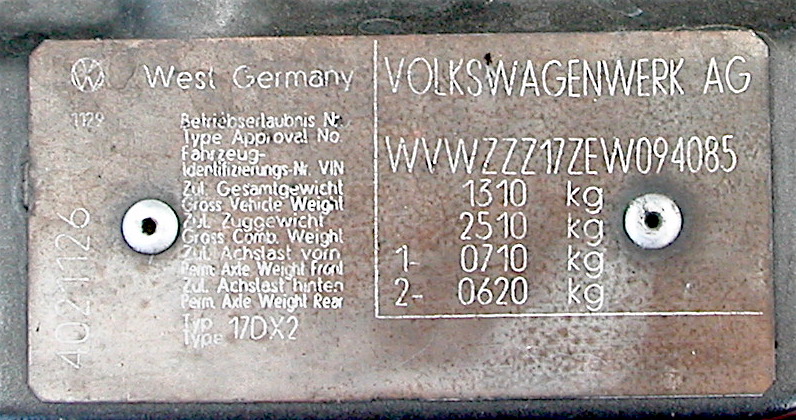 West Germany
VOLKSWAGENWERK AG
1129
Betriebserlaubnis Nr.
Type Approval No.
Fahrzeug-
Identifizierungs-Nr. VIN
WVWZZZ17ZEW094085
Zul. Gesamtgewicht
Gross Vehicle Weight
1310 kg
Zul. Zuggewicht
Gross Comb. Weight
2510 kg
Zul. Achslast vorn
Perm. Axle Weight Front
1- 0710 kg
Zul. Achslast hinten
Perm. Axle Weight Rear
2- 0620 kg
Typ
Type 17DX2
4021126